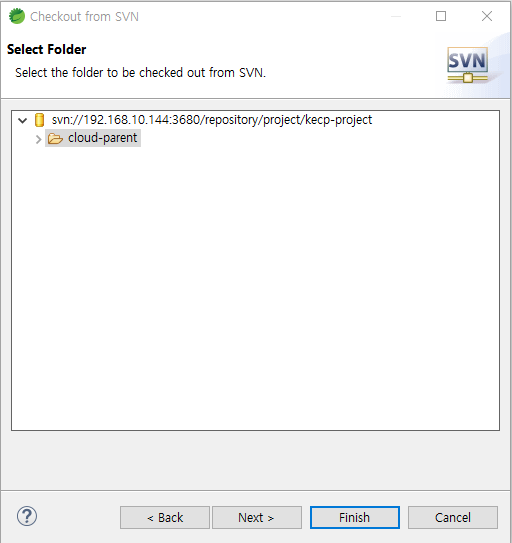 Checkout from SVN
Select Folder
Select the folder to be checked out from SVN.
SVN
svn://192.168.10.144:3680/repository/project/kecp-project
cloud-parent
?
< Back
Next >
Finish
Cancel